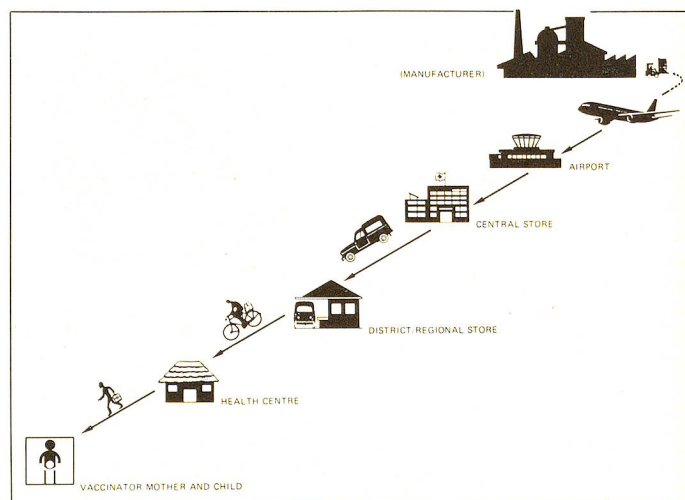 (MANUFACTURER)
AIRPORT
CENTRAL STORE
DISTRICT/REGIONAL STORE
HEALTH CENTRE
VACCINATOR MOTHER AND CHILD